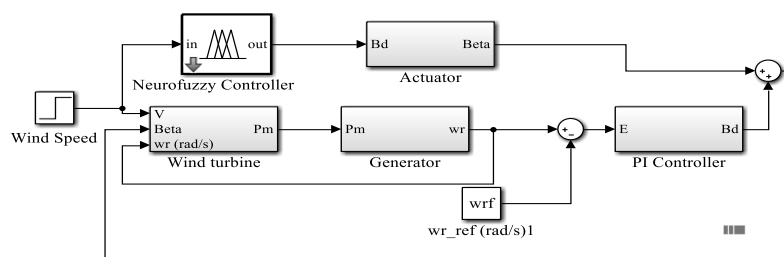 in out
Neurofuzzy Controller
Bd Beta
Actuator
Wind Speed
V
Beta Pm
wr (rad/s)
Wind turbine
Pm wr
Generator
E Bd
PI Controller
wrf
wr_ref (rad/s)1